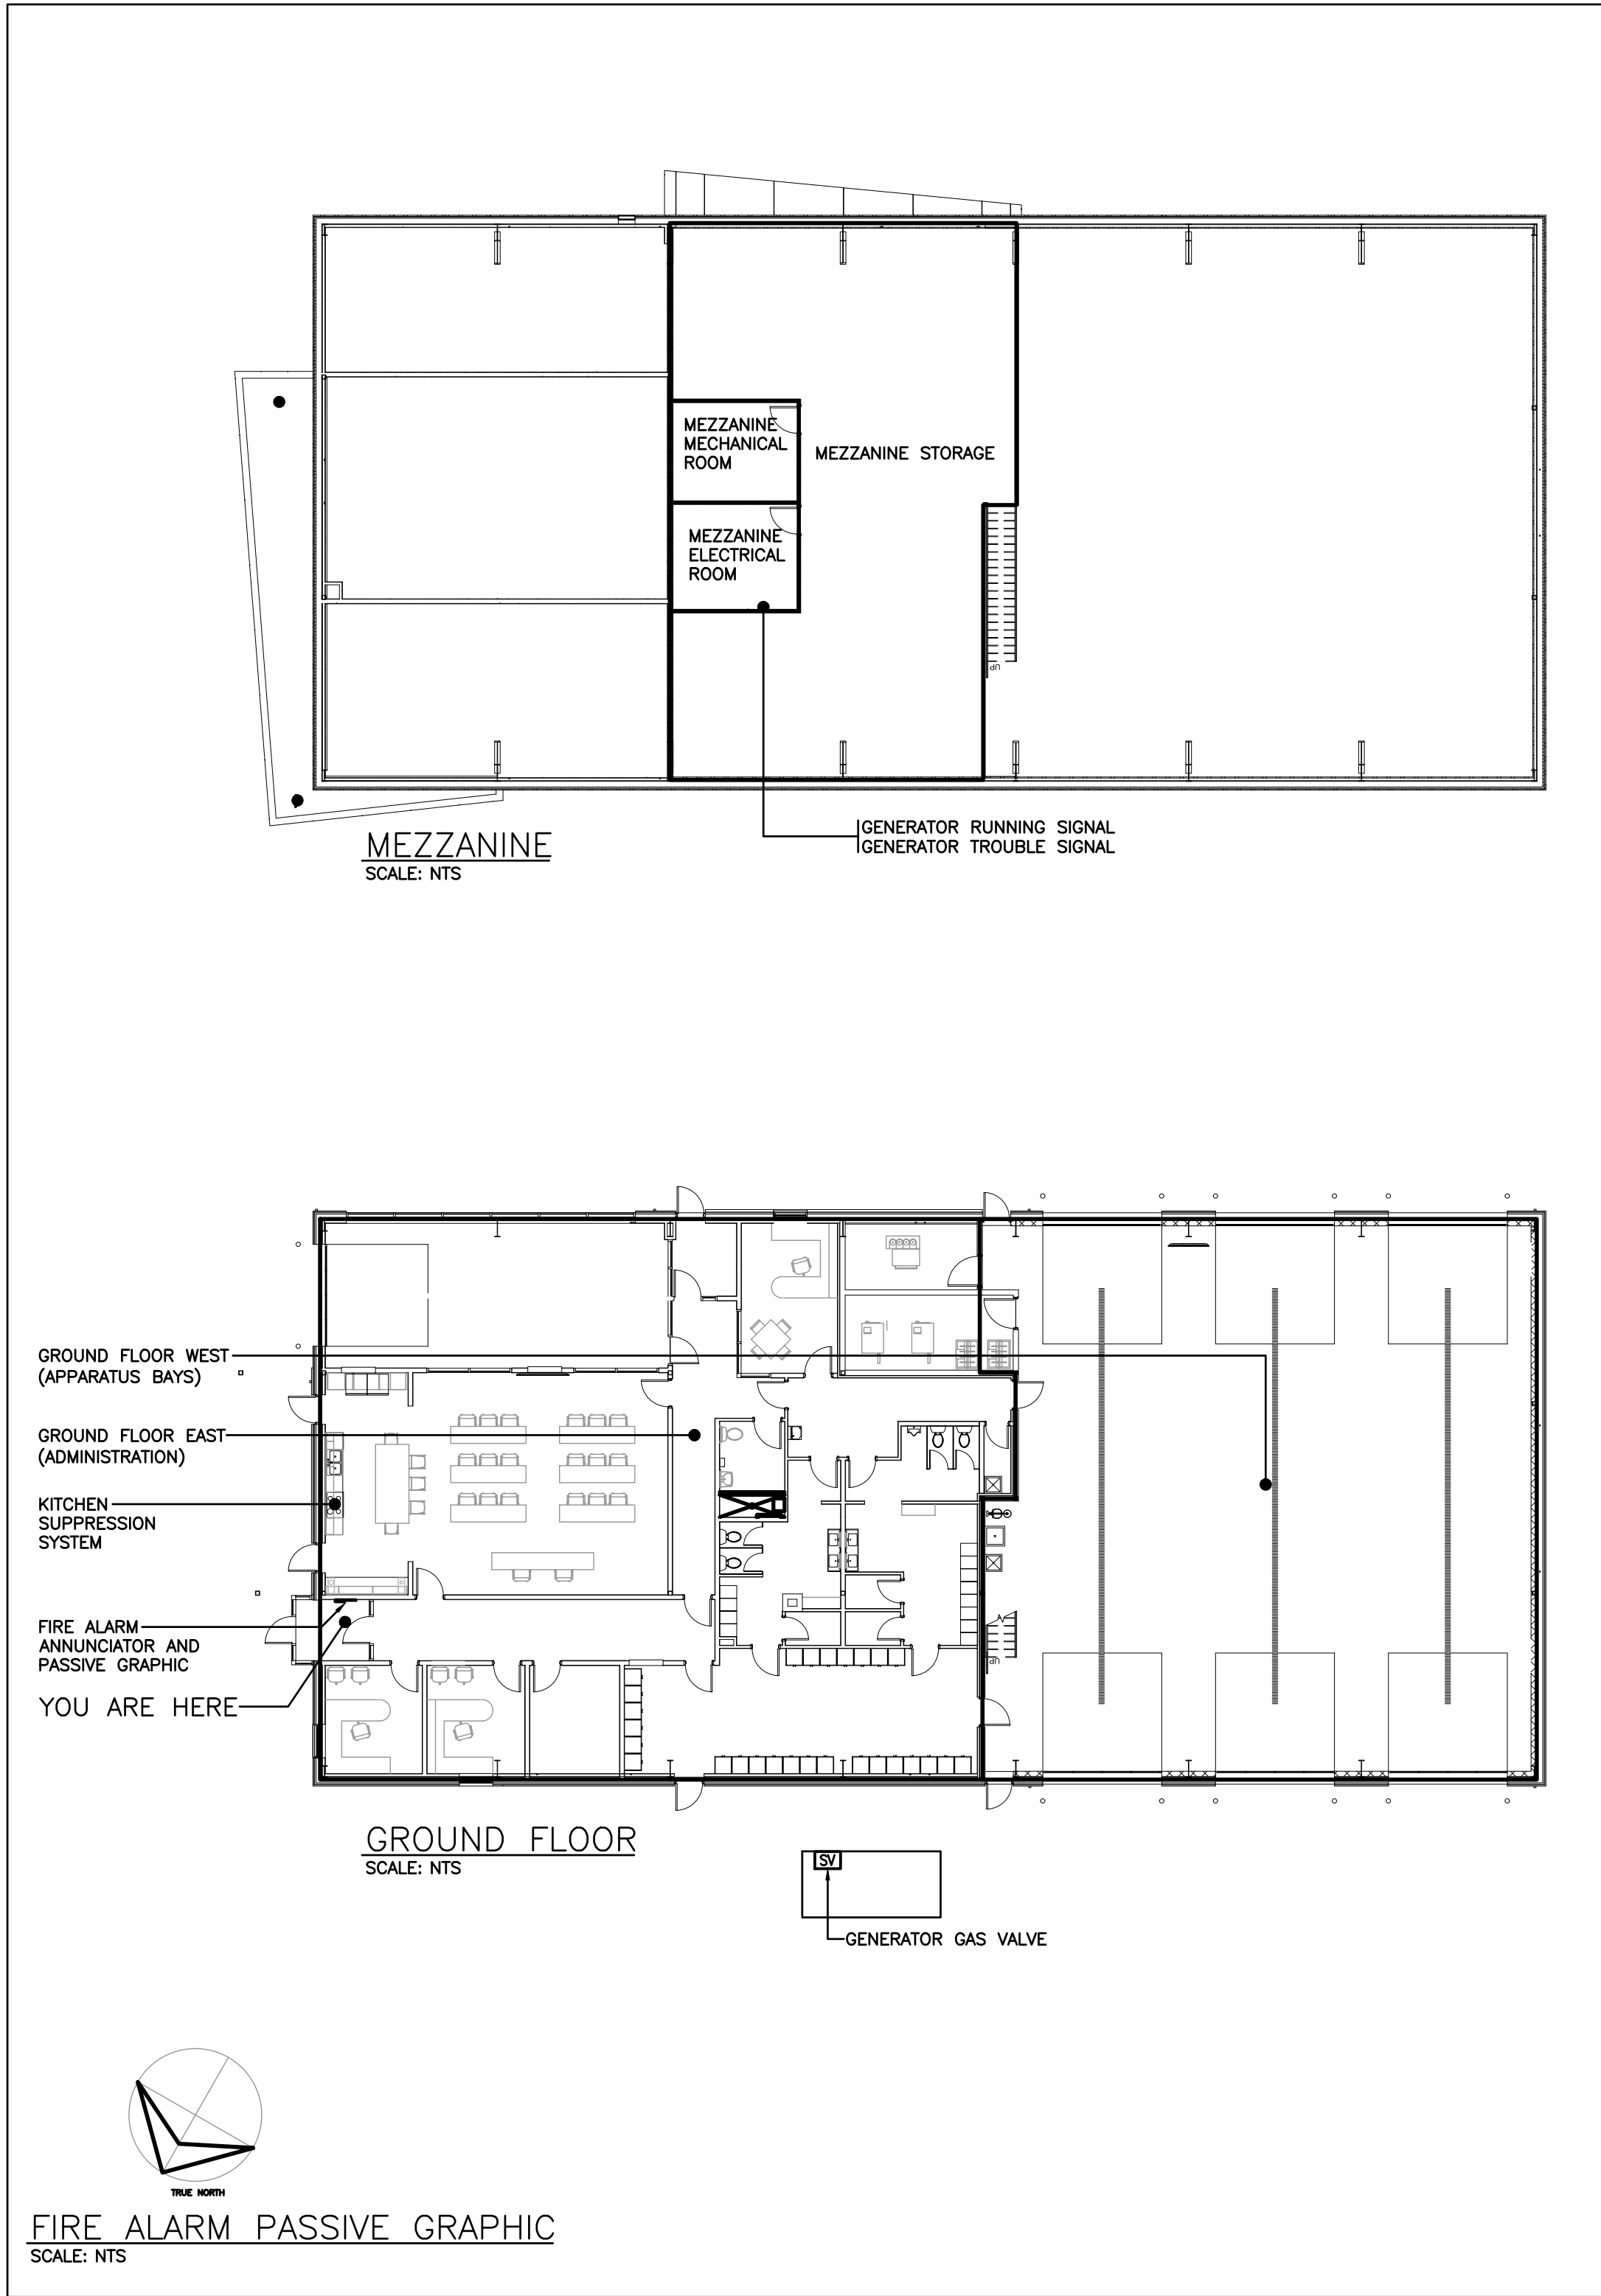 MEZZANINE
MECHANICAL
ROOM
MEZZANINE STORAGE
MEZZANINE
ELECTRICAL
ROOM
UP
GENERATOR RUNNING SIGNAL
GENERATOR TROUBLE SIGNAL
MEZZANINE
SCALE: NTS
GROUND FLOOR WEST
(APPARATUS BAYS)
GROUND FLOOR EAST
(ADMINISTRATION)
KITCHEN
SUPPRESSION
SYSTEM
FIRE ALARM
ANNUNCIATOR AND
PASSIVE GRAPHIC
YOU ARE HERE
UP
GROUND FLOOR
SCALE: NTS
SV
GENERATOR GAS VALVE
TRUE NORTH
FIRE ALARM PASSIVE GRAPHIC
SCALE: NTS